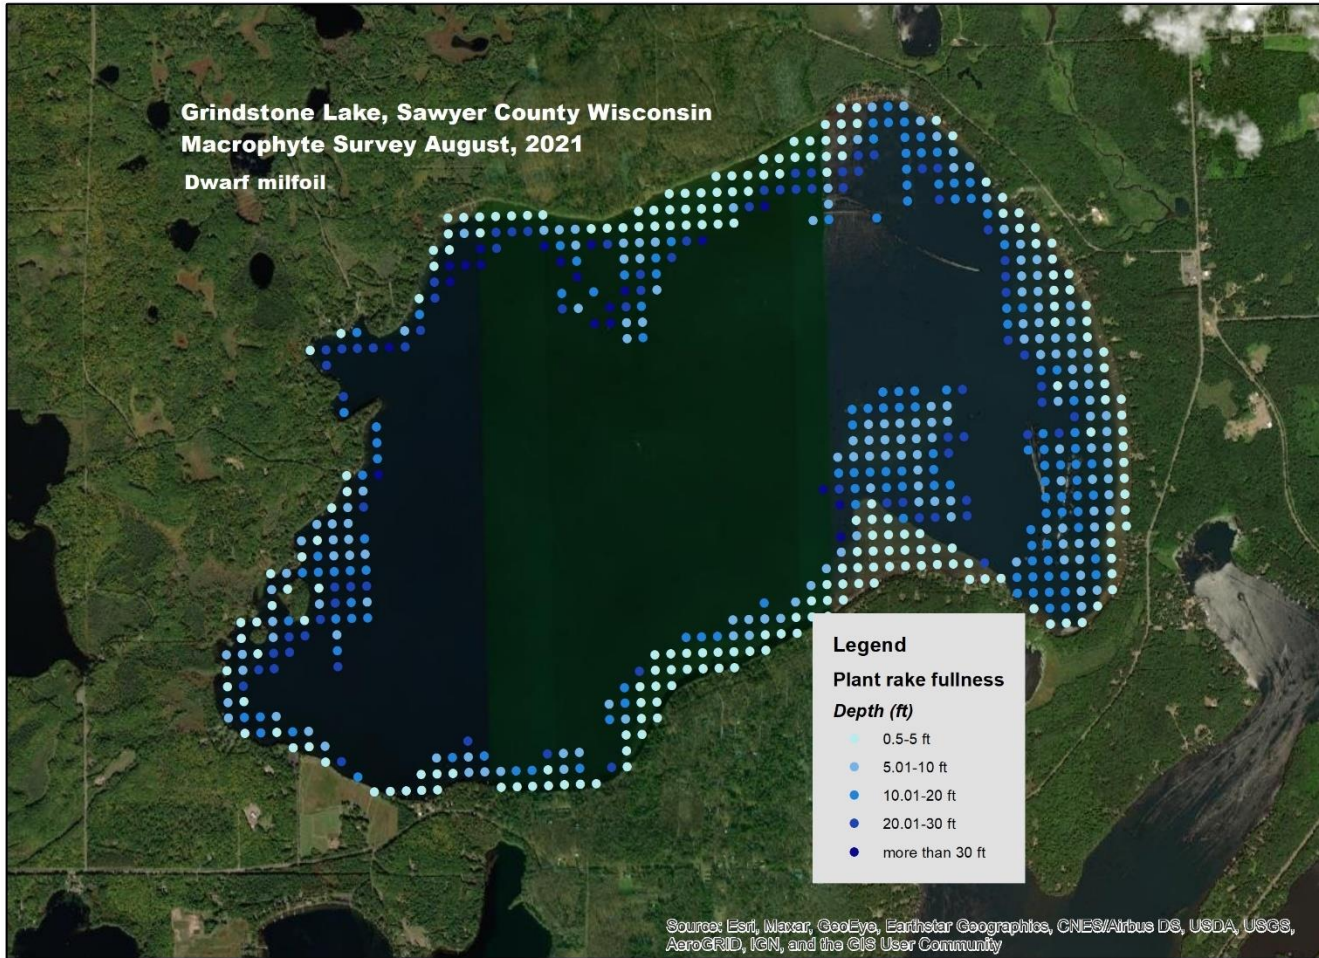 Grindstone Lake, Sawyer County Wisconsin
Macrophyte Survey August, 2021
Dwarf milfoil
Legend
Plant rake fullness
Depth (ft)
0.5-5 ft
5.01-10 ft
10.01-20 ft
20.01-30 ft
more than 30 ft
Source: Esri, Maxar, GeoEye, Earthstar Geographics, CNES/Airbus DS, USDA, USGS,
AeroGRID, IGN, and the GIS User Community